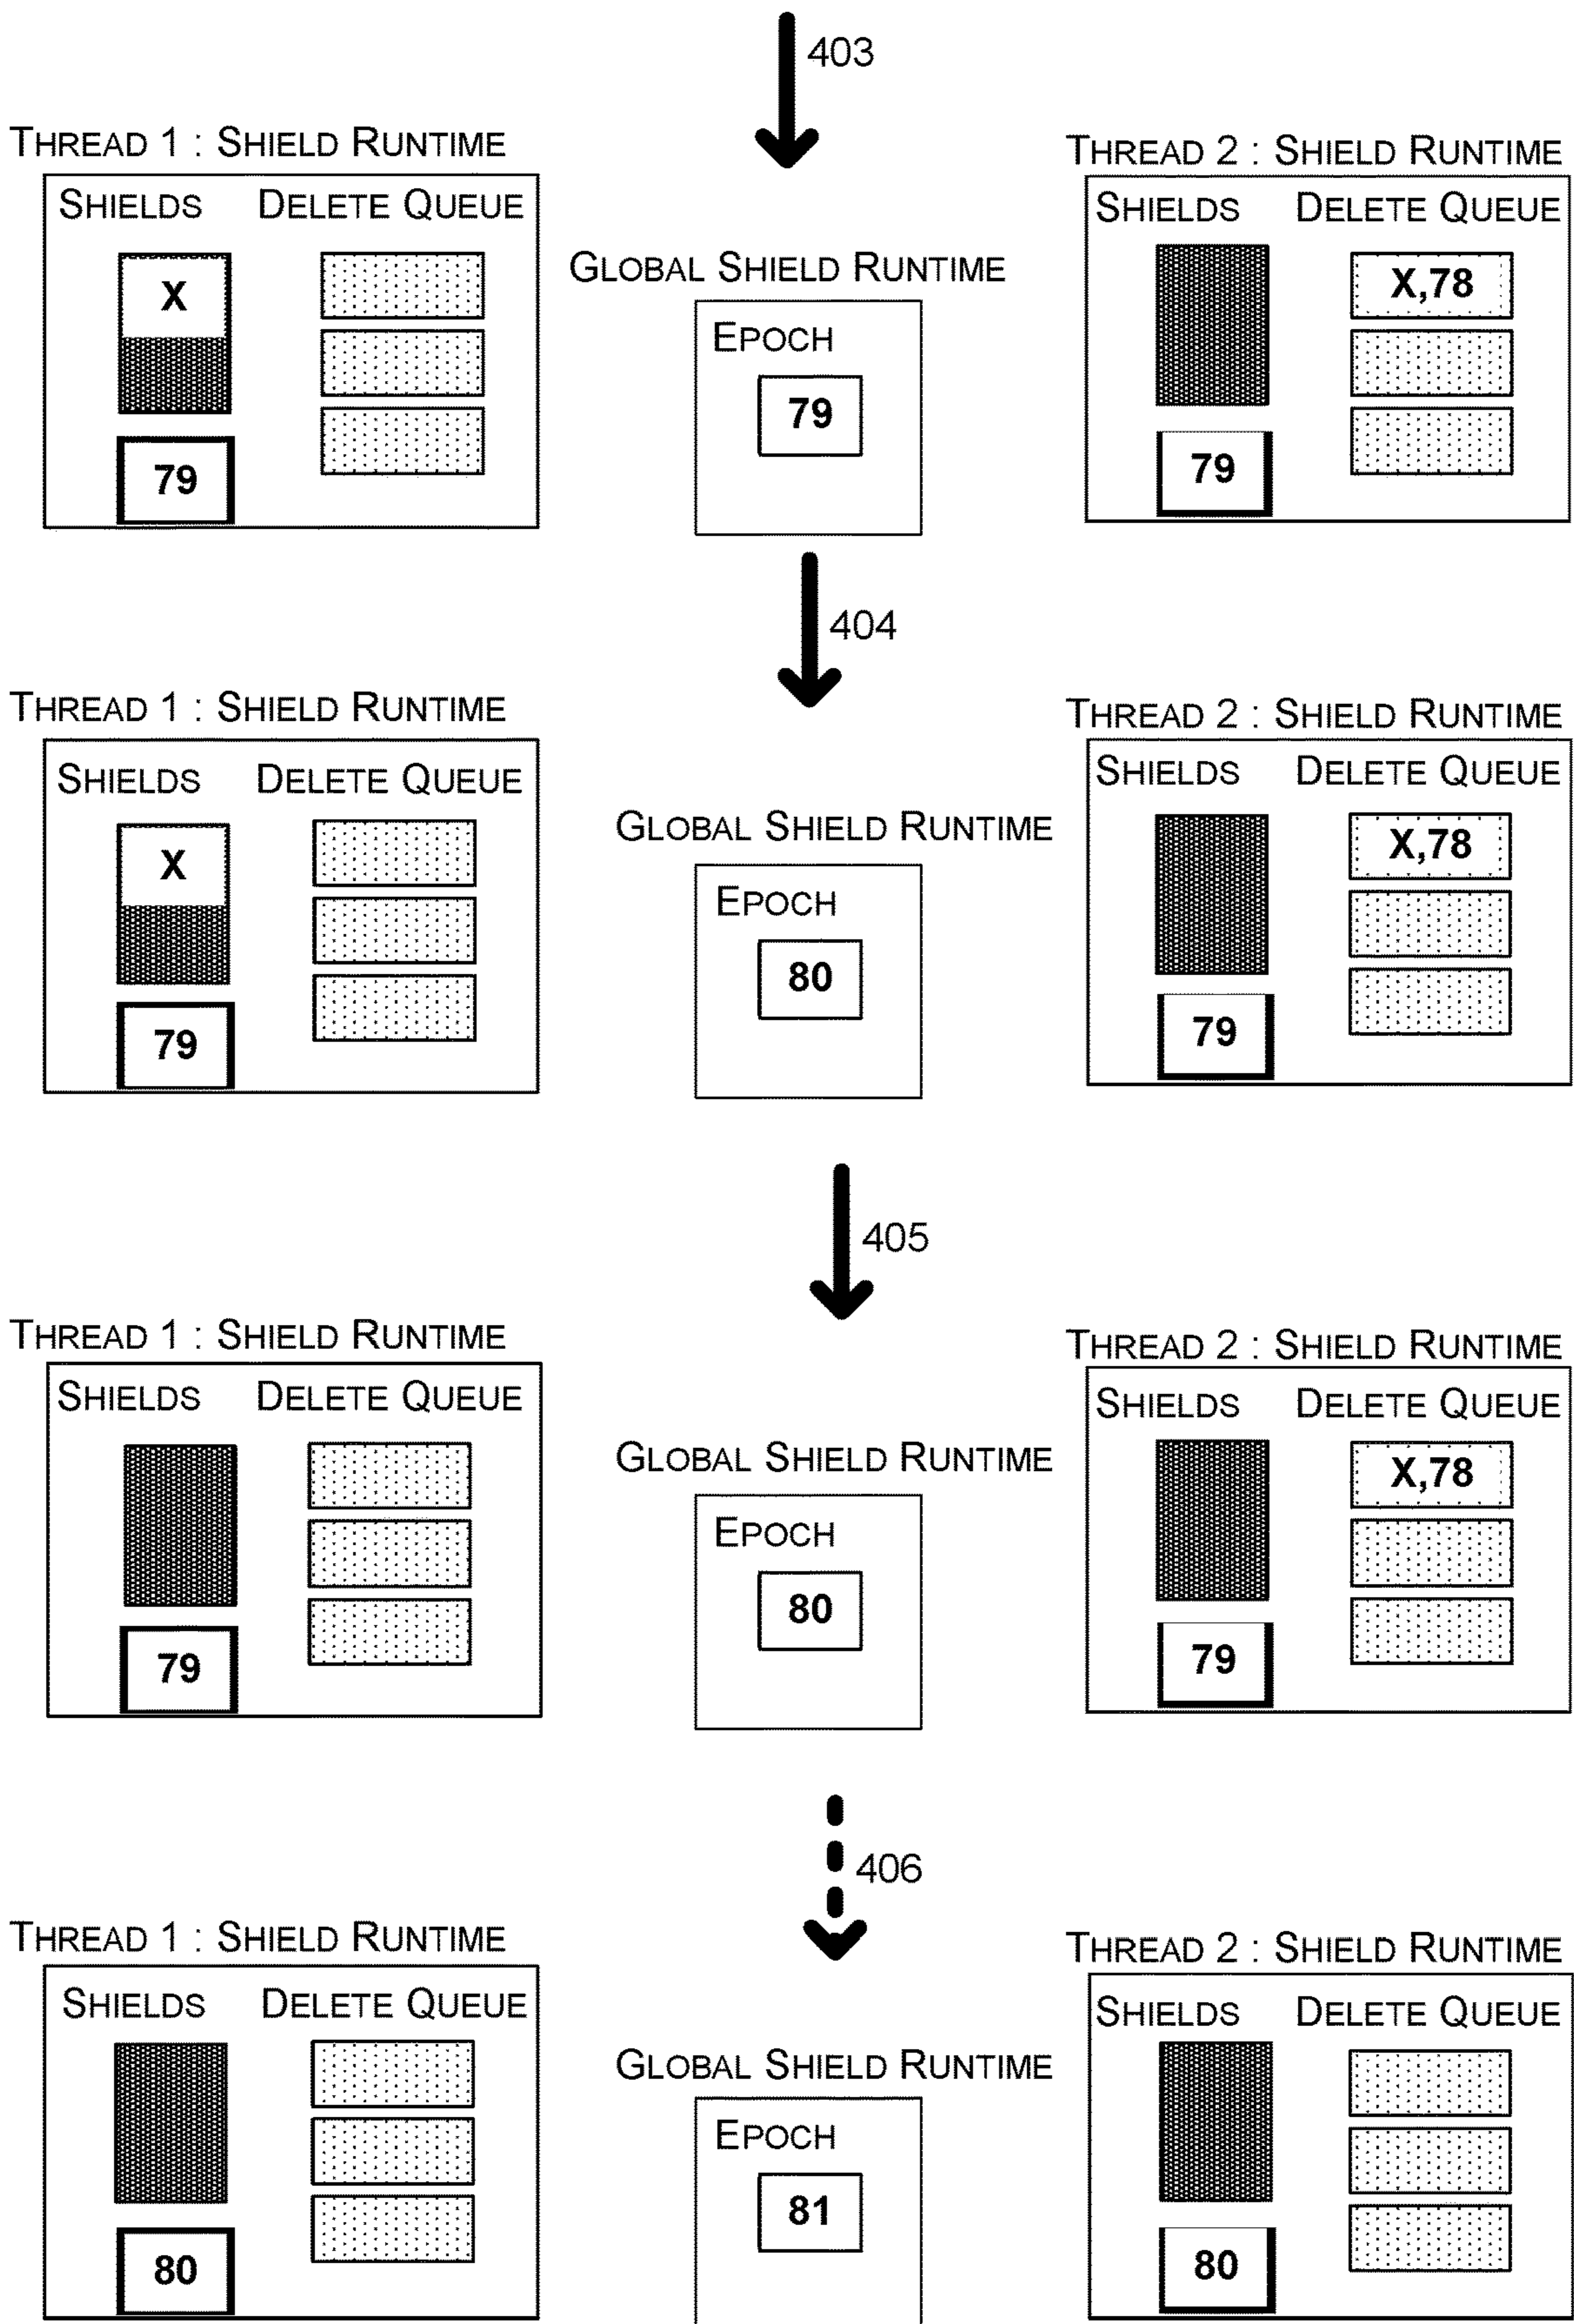 403
THREAD 1 : SHIELD RUNTIME
SHIELDS DELETE QUEUE
X
79
GLOBAL SHIELD RUNTIME
EPOCH
79
THREAD 2 : SHIELD RUNTIME
SHIELDS DELETE QUEUE
X,78
79
404
THREAD 1 : SHIELD RUNTIME
SHIELDS DELETE QUEUE
X
79
GLOBAL SHIELD RUNTIME
EPOCH
80
THREAD 2 : SHIELD RUNTIME
SHIELDS DELETE QUEUE
X,78
79
405
THREAD 1 : SHIELD RUNTIME
SHIELDS DELETE QUEUE
79
GLOBAL SHIELD RUNTIME
EPOCH
80
THREAD 2 : SHIELD RUNTIME
SHIELDS DELETE QUEUE
X,78
79
406
THREAD 1 : SHIELD RUNTIME
SHIELDS DELETE QUEUE
80
GLOBAL SHIELD RUNTIME
EPOCH
81
THREAD 2 : SHIELD RUNTIME
SHIELDS DELETE QUEUE
80